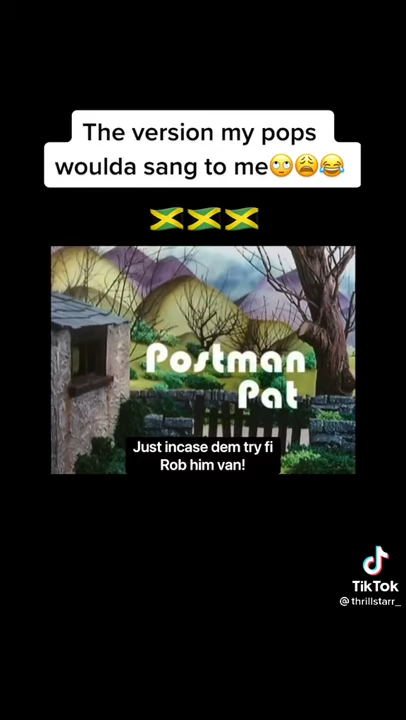 The version my pops
woulda sang to me🙄😩😂
🇯🇲🇯🇲🇯🇲
Postman
Pat
Just incase dem try fi
Rob him van!
TikTok
@thrillstarr_